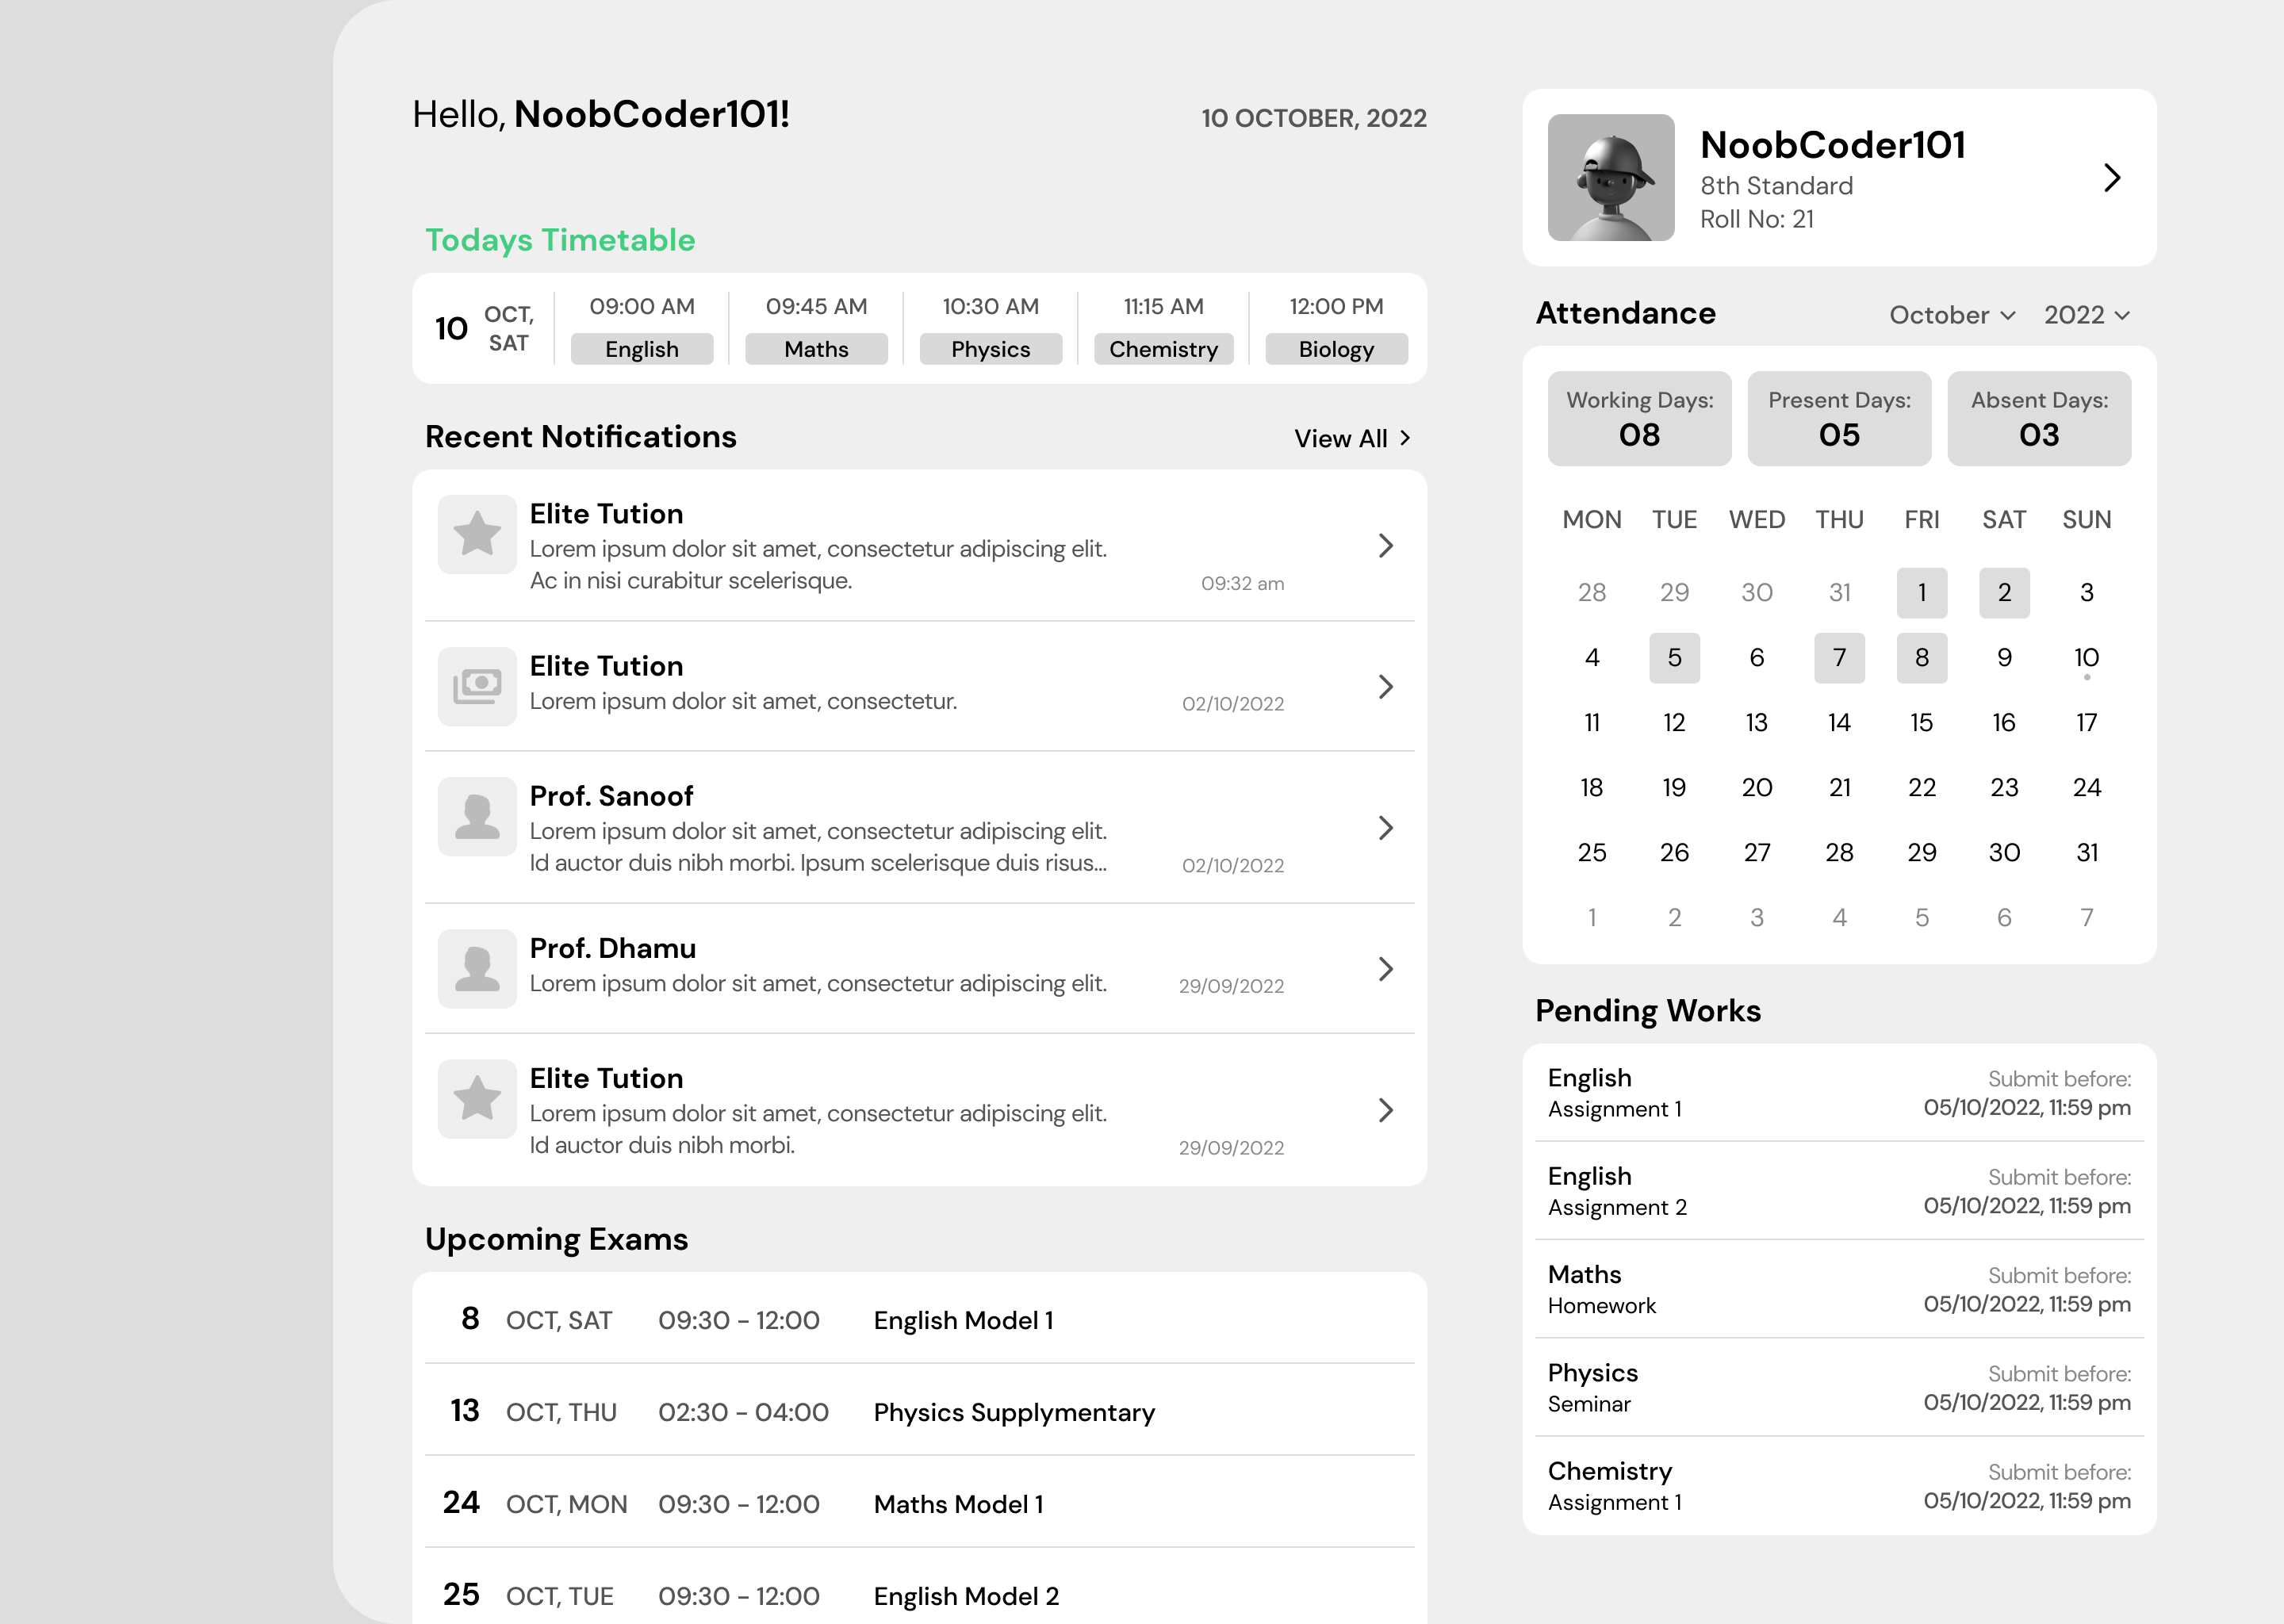 Hello, NoobCoder101!
10 OCTOBER, 2022
Todays Timetable
10
OCT,
SAT
09:00 AM
English
09:45 AM
Maths
10:30 AM
Physics
11:15 AM
Chemistry
12:00 PM
Biology
Recent Notifications
View All
Elite Tution
Lorem ipsum dolor sit amet, consectetur adipiscing elit.
Ac in nisi curabitur scelerisque.
09:32 am
Elite Tution
Lorem ipsum dolor sit amet, consectetur.
02/10/2022
Prof. Sanoof
Lorem ipsum dolor sit amet, consectetur adipiscing elit.
Id auctor duis nibh morbi. Ipsum scelerisque duis risus...
02/10/2022
Prof. Dhamu
Lorem ipsum dolor sit amet, consectetur adipiscing elit.
29/09/2022
Elite Tution
Lorem ipsum dolor sit amet, consectetur adipiscing elit.
Id auctor duis nibh morbi.
29/09/2022
Upcoming Exams
8 OCT, SAT 09:30 - 12:00 English Model 1
13 OCT, THU 02:30 - 04:00 Physics Supplymentary
24 OCT, MON 09:30 - 12:00 Maths Model 1
25 OCT, TUE 09:30 - 12:00 English Model 2
NoobCoder101
8th Standard
Roll No: 21
Attendance
October
2022
Working Days:
08
Present Days:
05
Absent Days:
03
MON TUE WED THU FRI SAT SUN
28 29 30 31 1 2 3
4 5 6 7 8 9 10
11 12 13 14 15 16 17
18 19 20 21 22 23 24
25 26 27 28 29 30 31
1 2 3 4 5 6 7
Pending Works
English
Assignment 1
Submit before:
05/10/2022, 11:59 pm
English
Assignment 2
Submit before:
05/10/2022, 11:59 pm
Maths
Homework
Submit before:
05/10/2022, 11:59 pm
Physics
Seminar
Submit before:
05/10/2022, 11:59 pm
Chemistry
Assignment 1
Submit before:
05/10/2022, 11:59 pm